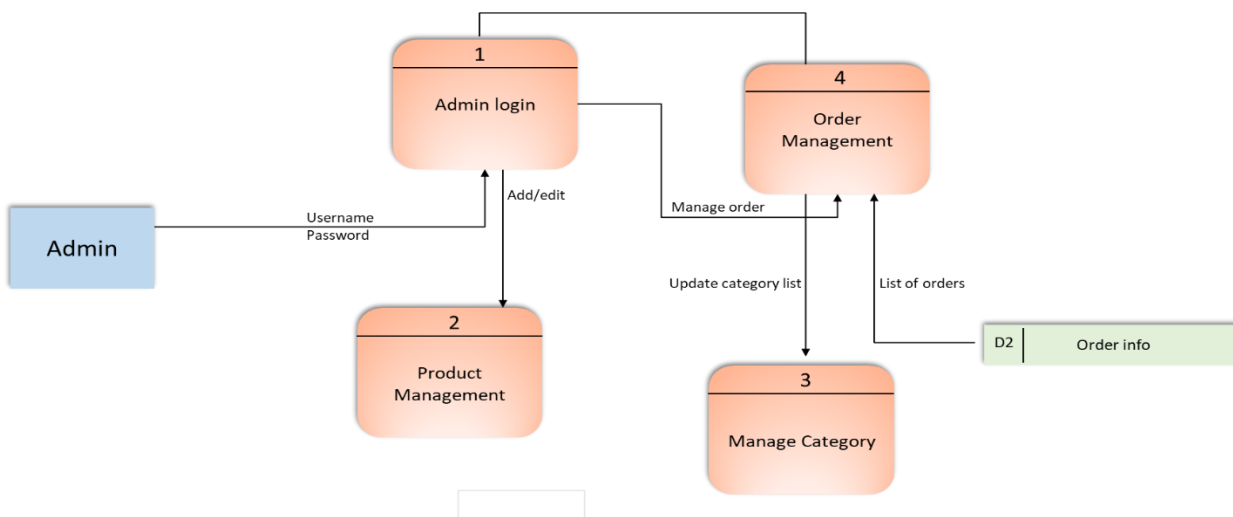 1
Admin login
4
Order
Management
Add/edit
Username
Password
Manage order
Admin
Update category list
List of orders
2
Product
Management
D2 Order info
3
Manage Category